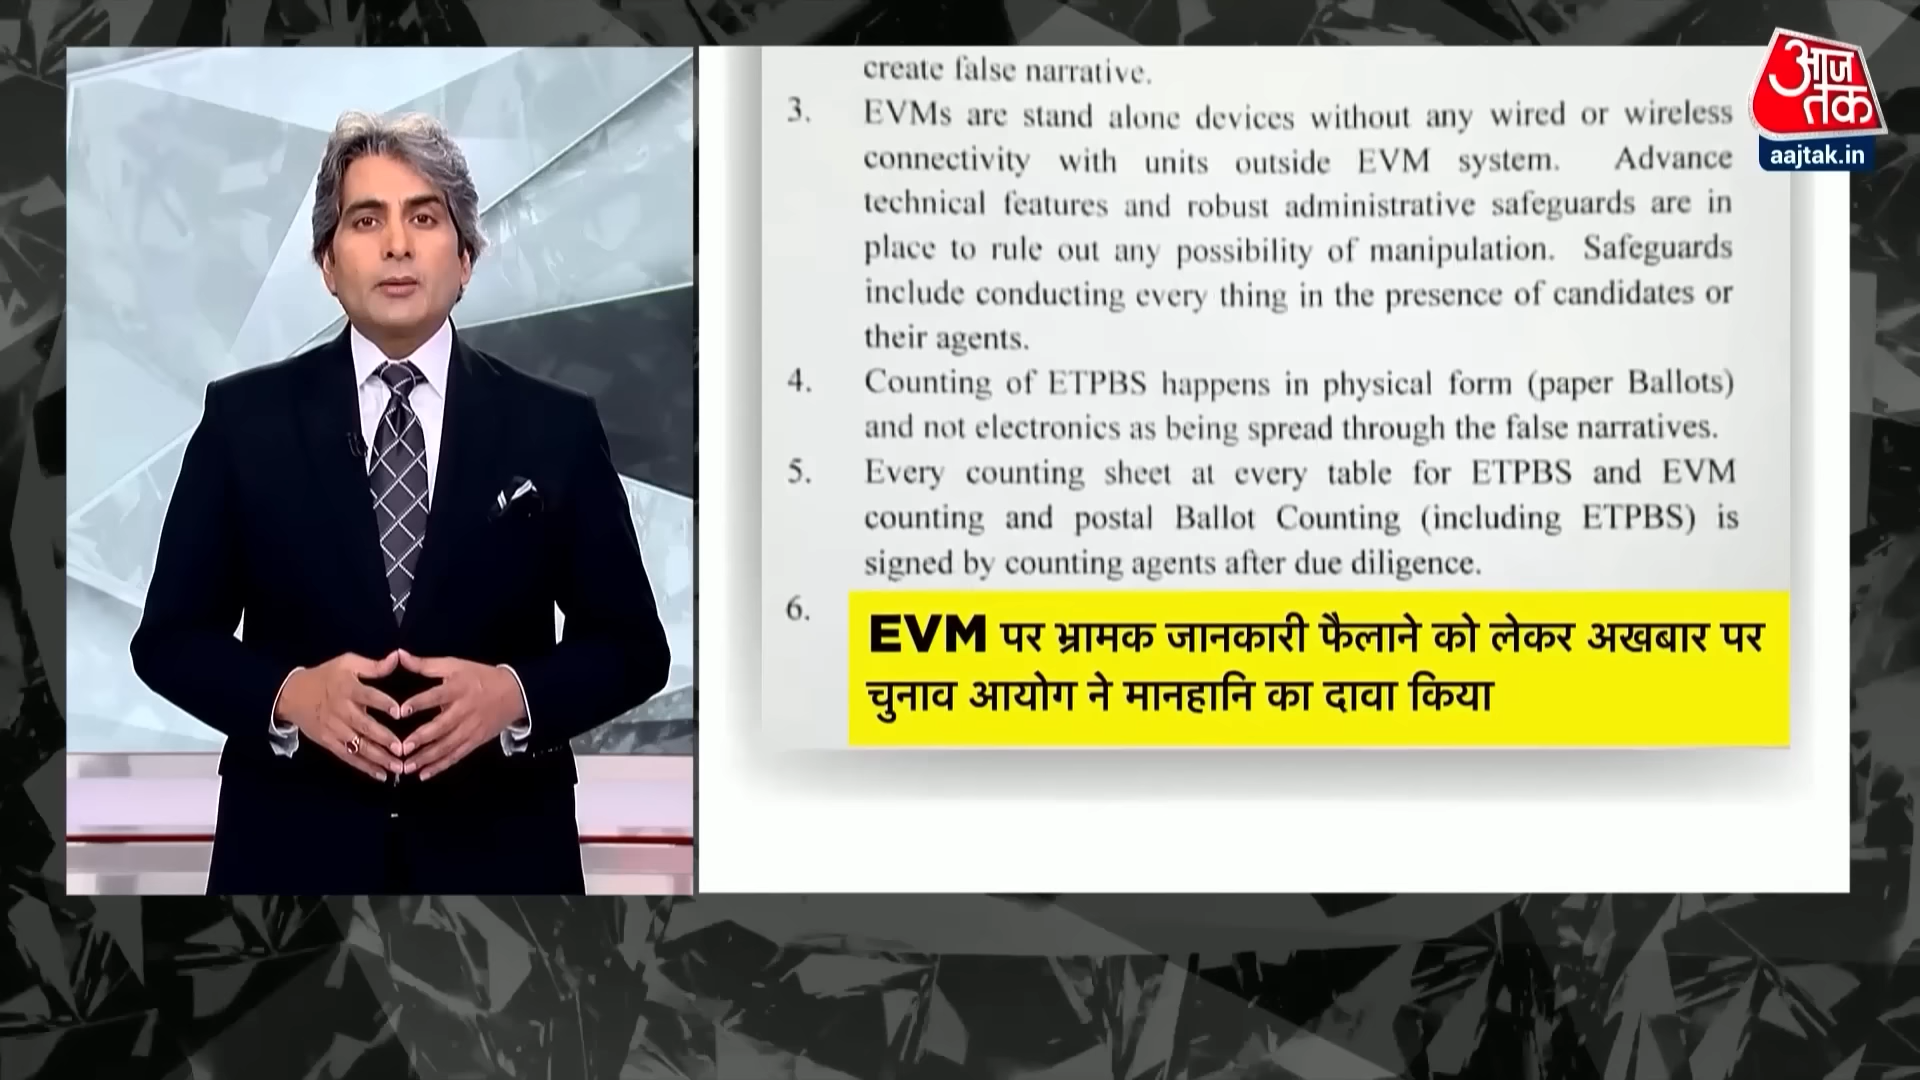 create false narrative.
3. EVMs are stand alone devices without any wired or wireless
connectivity with units outside EVM system. Advance
technical features and robust administrative safeguards are in
place to rule out any possibility of manipulation. Safeguards
include conducting every thing in the presence of candidates or
their agents.
4. Counting of ETPBS happens in physical form (paper Ballots)
and not electronics as being spread through the false narratives.
5. Every counting sheet at every table for ETPBS and EVM
counting and postal Ballot Counting (including ETPBS) is
signed by counting agents after due diligence.
6. EVM पर भ्रामक जानकारी फैलाने को लेकर अखबार पर
चुनाव आयोग ने मानहानि का दावा किया
आज
तक
aajtak.in